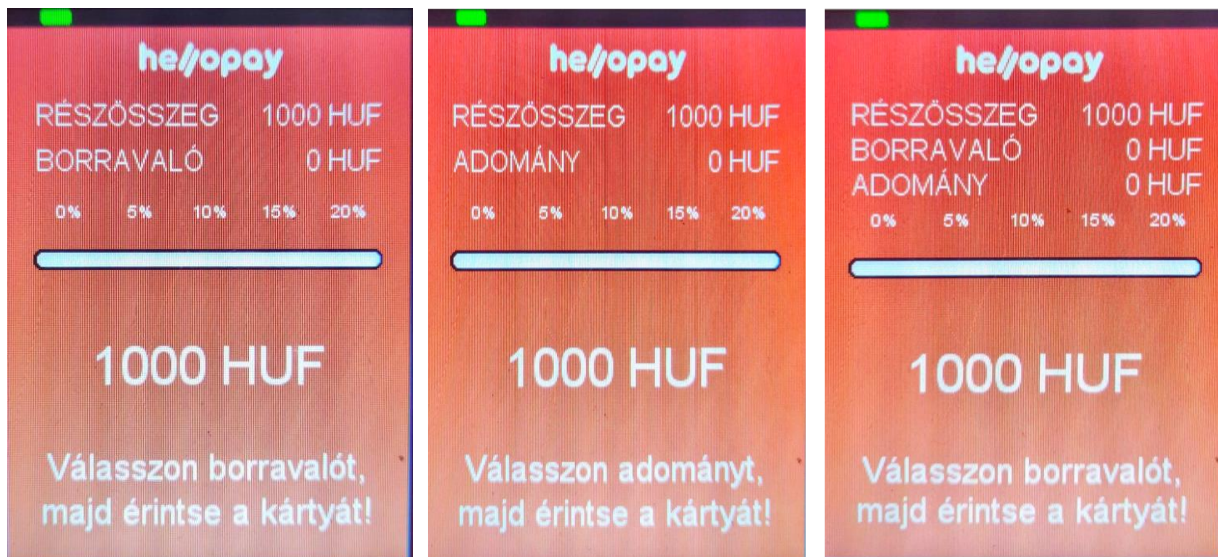 hellopay
RÉSZÖSSZEG 1000 HUF
BORRAVALÓ 0 HUF
0% 5% 10% 15% 20%
1000 HUF
Válasszon borravalót,
majd érintse a kártyát!
hellopay
RÉSZÖSSZEG 1000 HUF
ADOMÁNY 0 HUF
0% 5% 10% 15% 20%
1000 HUF
Válasszon adományt,
majd érintse a kártyát!
hellopay
RÉSZÖSSZEG 1000 HUF
BORRAVALÓ 0 HUF
ADOMÁNY 0 HUF
0% 5% 10% 15% 20%
1000 HUF
Válasszon borravalót,
majd érintse a kártyát!